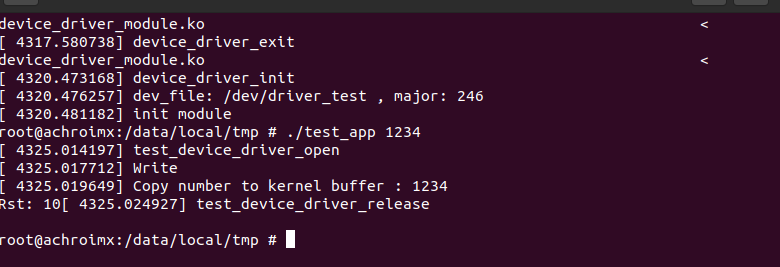 device_driver_module.ko <
[ 4317.580738] device_driver_exit
device_driver_module.ko <
[ 4320.473168] device_driver_init
[ 4320.476257] dev_file: /dev/driver_test , major: 246
[ 4320.481182] init module
root@achroimx:/data/local/tmp # ./test_app 1234
[ 4325.014197] test_device_driver_open
[ 4325.017712] Write
[ 4325.019649] Copy number to kernel buffer : 1234
Rst: 10[ 4325.024927] test_device_driver_release
root@achroimx:/data/local/tmp #